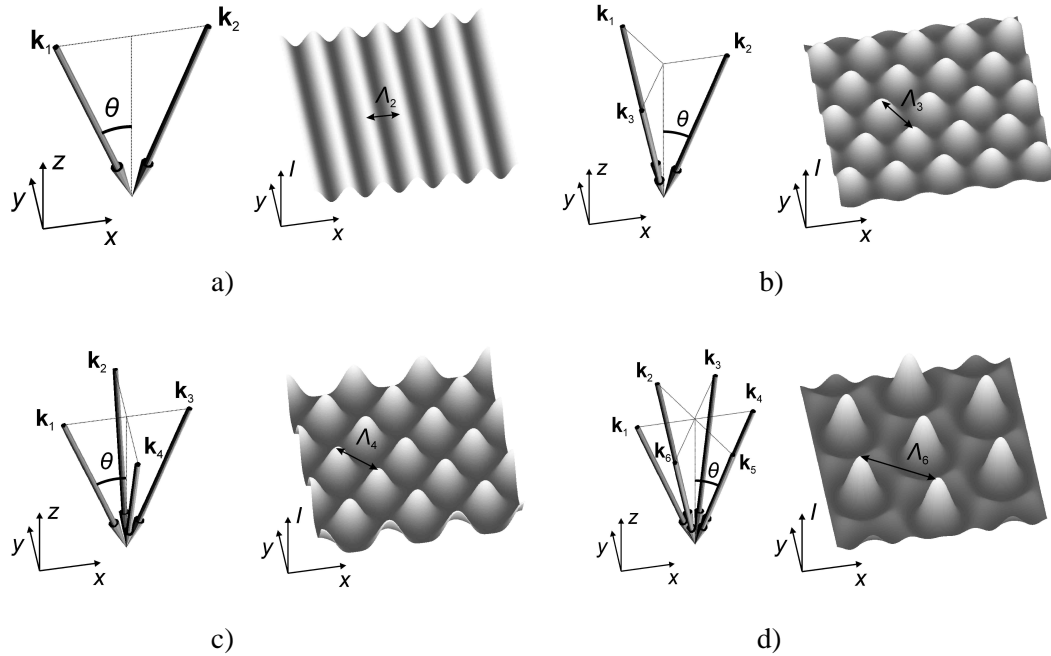 k₁
k₂
θ
z
y
x
Λ₂
I
y
x
a)
k₁
k₂
k₃
θ
z
y
x
Λ₃
I
y
x
b)
k₂
k₁
k₃
k₄
θ
z
y
x
Λ₄
I
y
x
c)
k₃
k₂
k₄
k₁
k₆
k₅
θ
z
y
x
Λ₆
I
y
x
d)